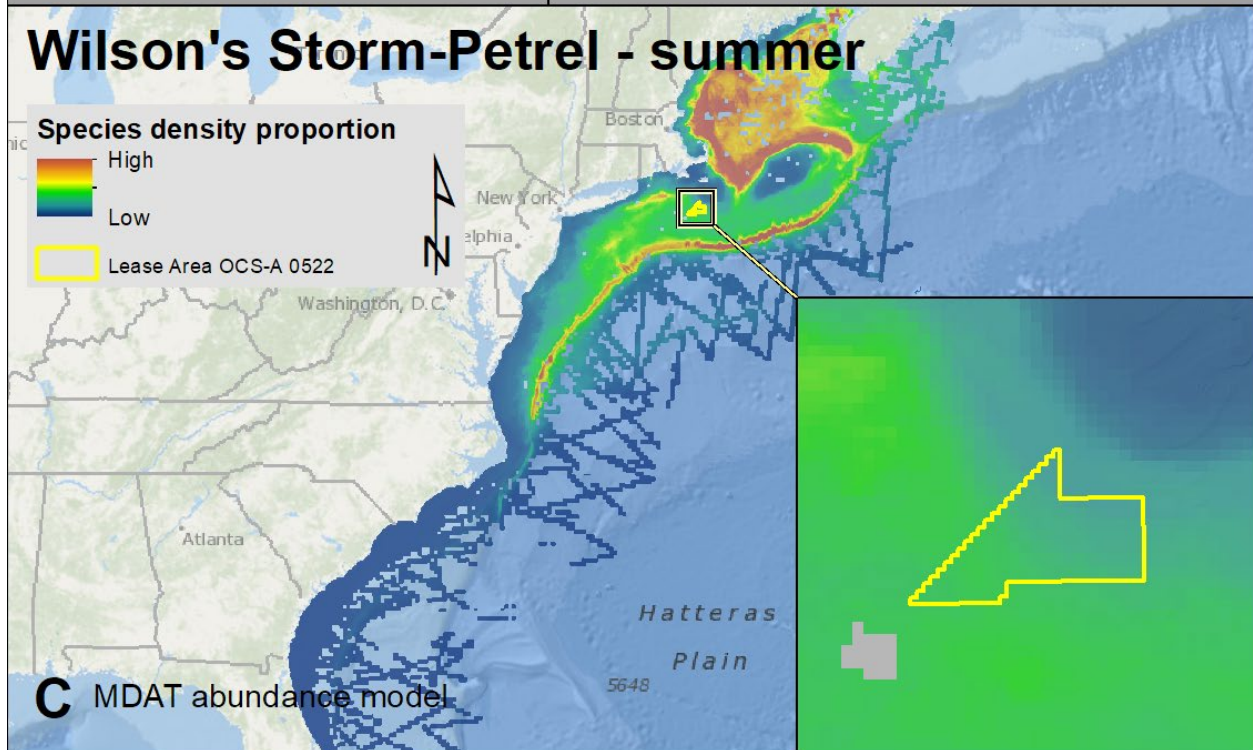 Wilson's Storm-Petrel - summer
Species density proportion
High
Low
Lease Area OCS-A 0522
N
Boston
New York
elphia
Washington, D.C.
Atlanta
Hatteras
Plain
5648
C MDAT abundance model